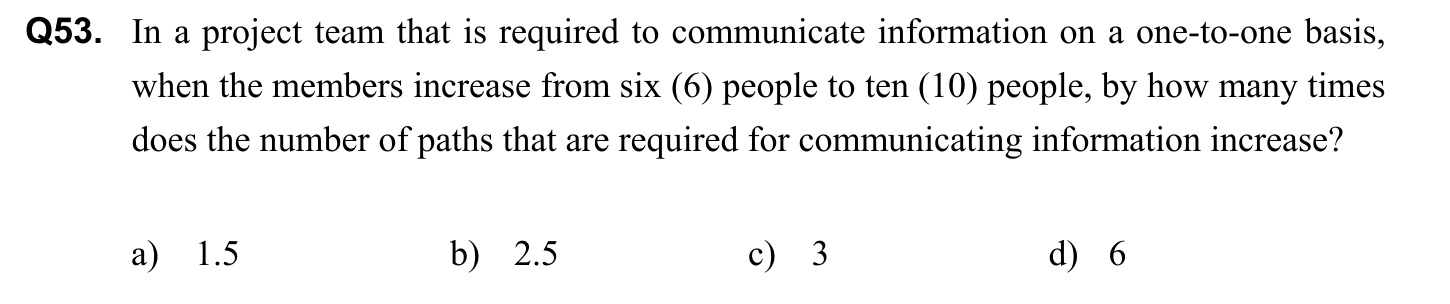 Q53. In a project team that is required to communicate information on a one-to-one basis,
when the members increase from six (6) people to ten (10) people, by how many times
does the number of paths that are required for communicating information increase?
a) 1.5 b) 2.5 c) 3 d) 6